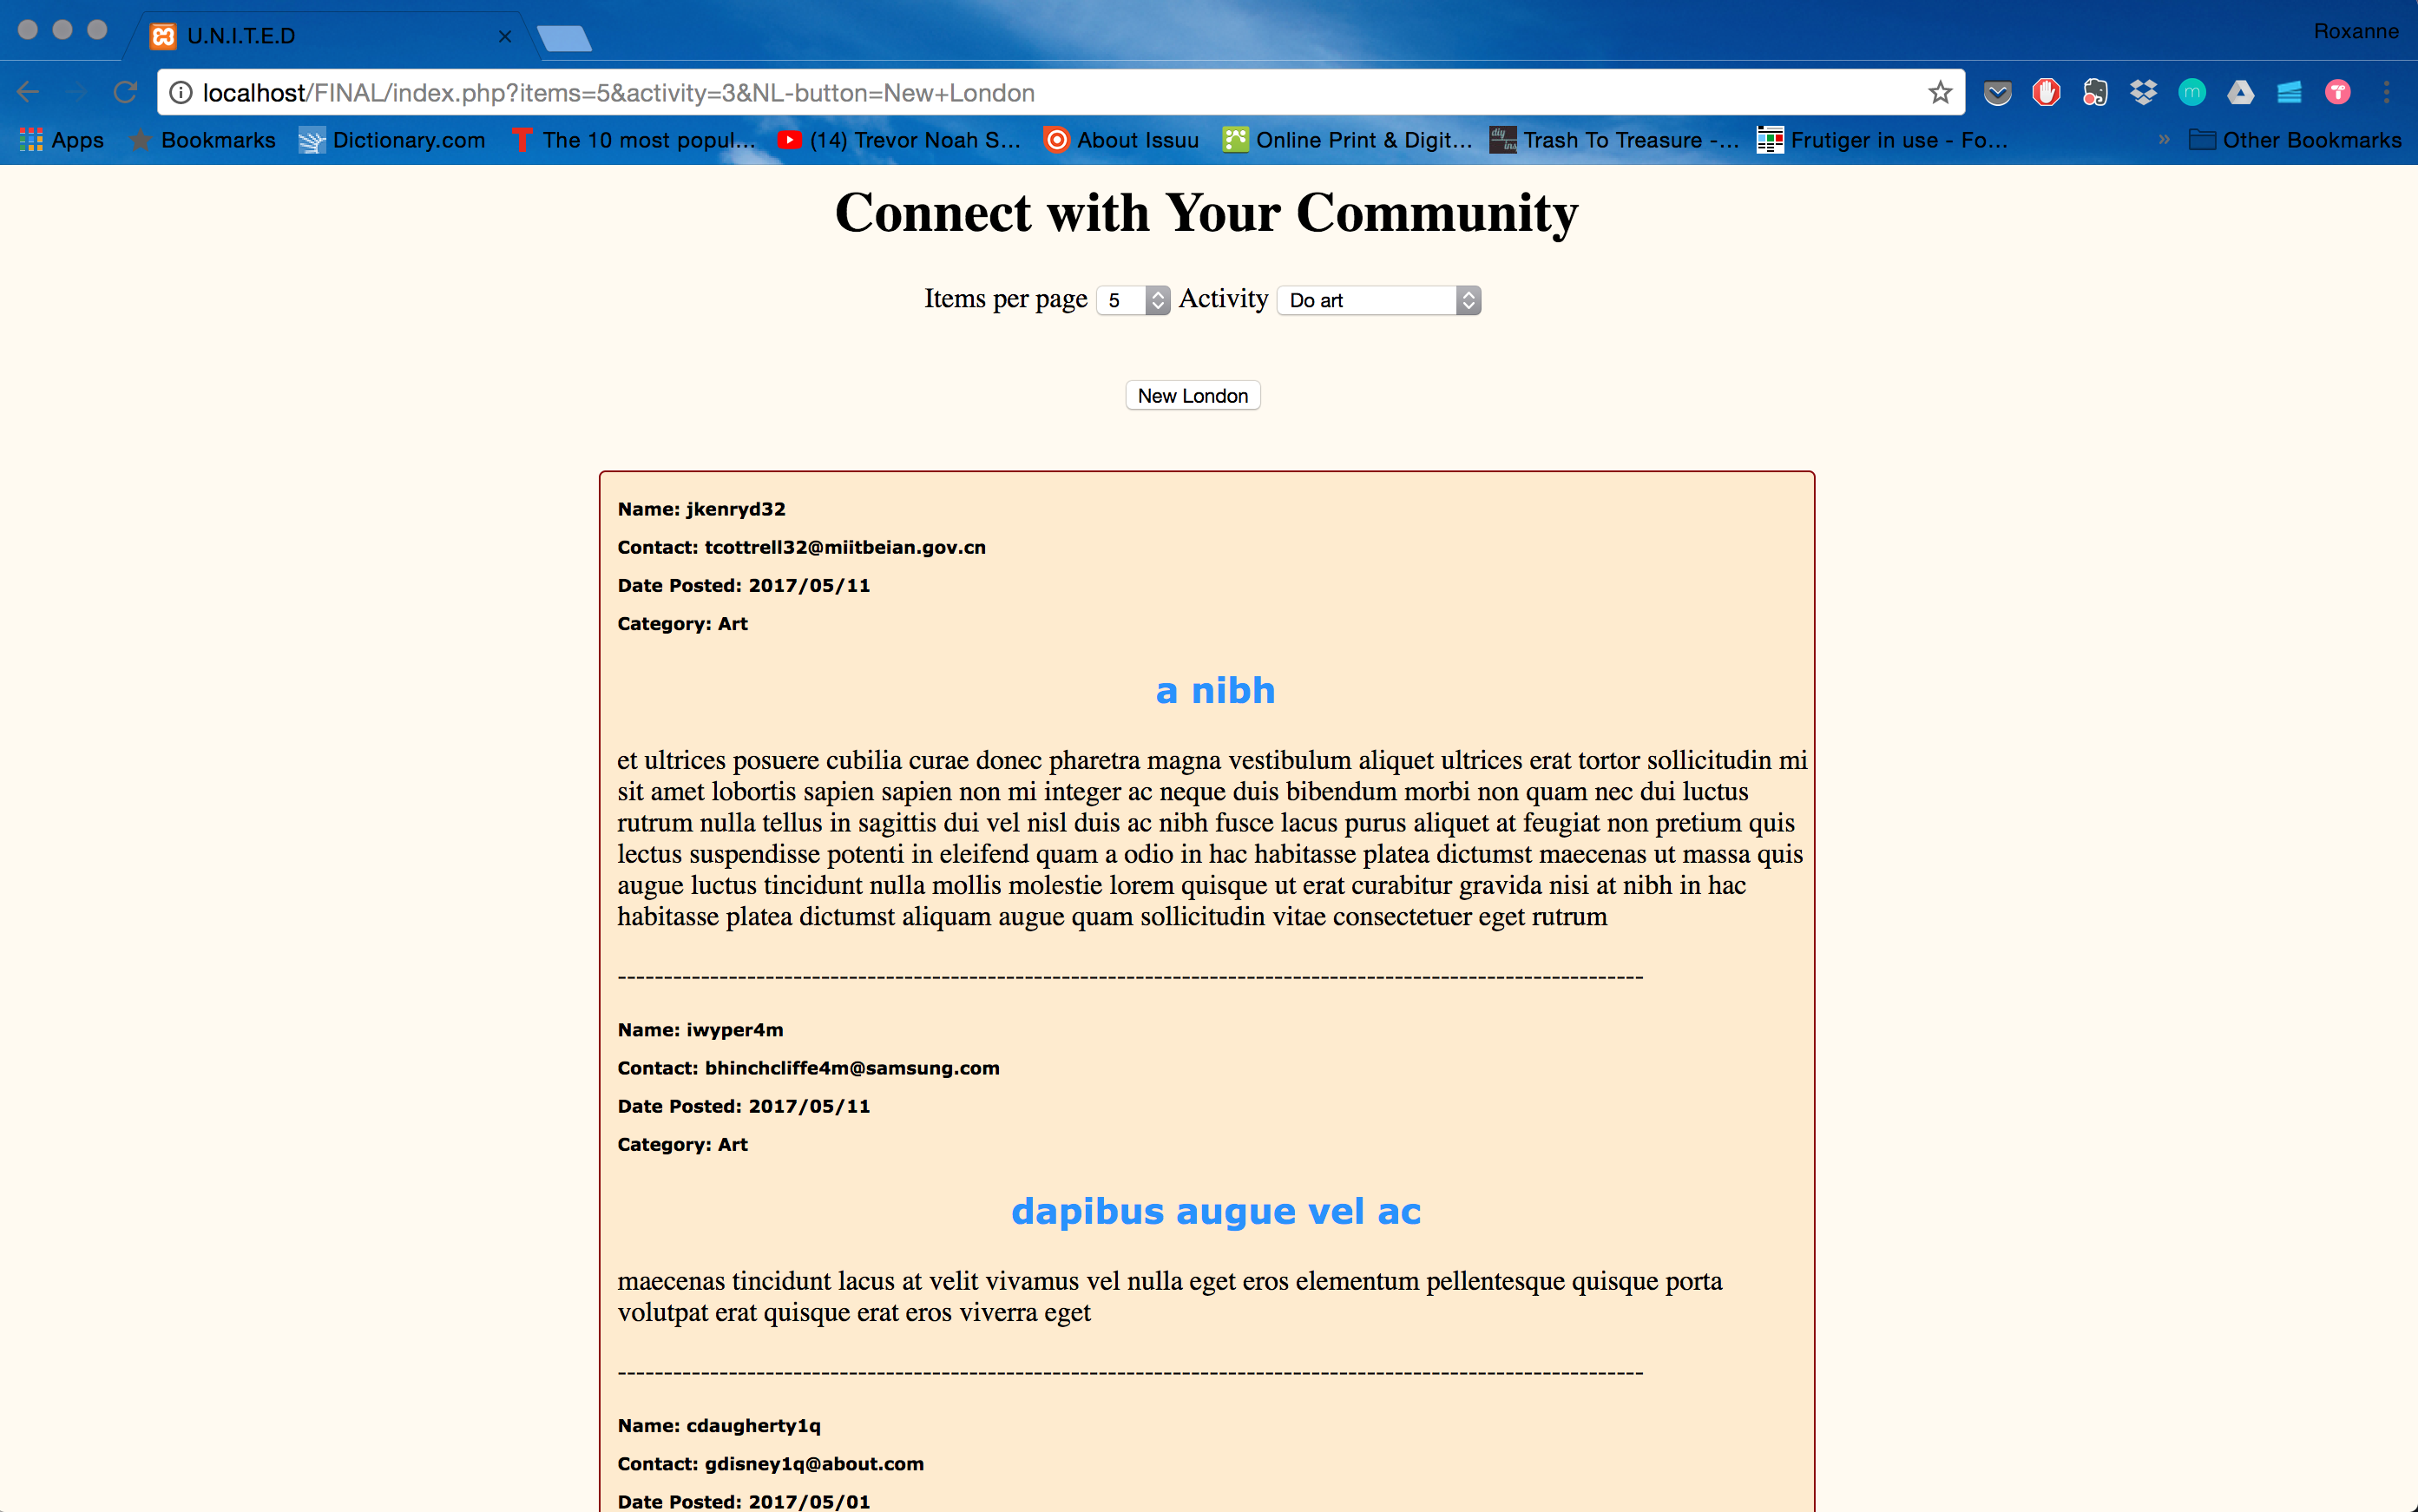 U.N.I.T.E.D
Roxanne
localhost/FINAL/index.php?items=5&activity=3&NL-button=New+London
Apps Bookmarks Dictionary.com The 10 most popul... (14) Trevor Noah S... About Issuu Online Print & Digit... Trash To Treasure -... Frutiger in use - Fo... » Other Bookmarks
Connect with Your Community
Items per page 5 Activity Do art
New London
Name: jkenryd32
Contact: tcottrell32@miitbeian.gov.cn
Date Posted: 2017/05/11
Category: Art
a nibh
et ultrices posuere cubilia curae donec pharetra magna vestibulum aliquet ultrices erat tortor sollicitudin mi
sit amet lobortis sapien sapien non mi integer ac neque duis bibendum morbi non quam nec dui luctus
rutrum nulla tellus in sagittis dui vel nisl duis ac nibh fusce lacus purus aliquet at feugiat non pretium quis
lectus suspendisse potenti in eleifend quam a odio in hac habitasse platea dictumst maecenas ut massa quis
augue luctus tincidunt nulla mollis molestie lorem quisque ut erat curabitur gravida nisi at nibh in hac
habitasse platea dictumst aliquam augue quam sollicitudin vitae consectetuer eget rutrum
---------------------------------------------------------------------------------------------------------------
Name: iwyper4m
Contact: bhinchcliffe4m@samsung.com
Date Posted: 2017/05/11
Category: Art
dapibus augue vel ac
maecenas tincidunt lacus at velit vivamus vel nulla eget eros elementum pellentesque quisque porta
volutpat erat quisque erat eros viverra eget
---------------------------------------------------------------------------------------------------------------
Name: cdaugherty1q
Contact: gdisney1q@about.com
Date Posted: 2017/05/01